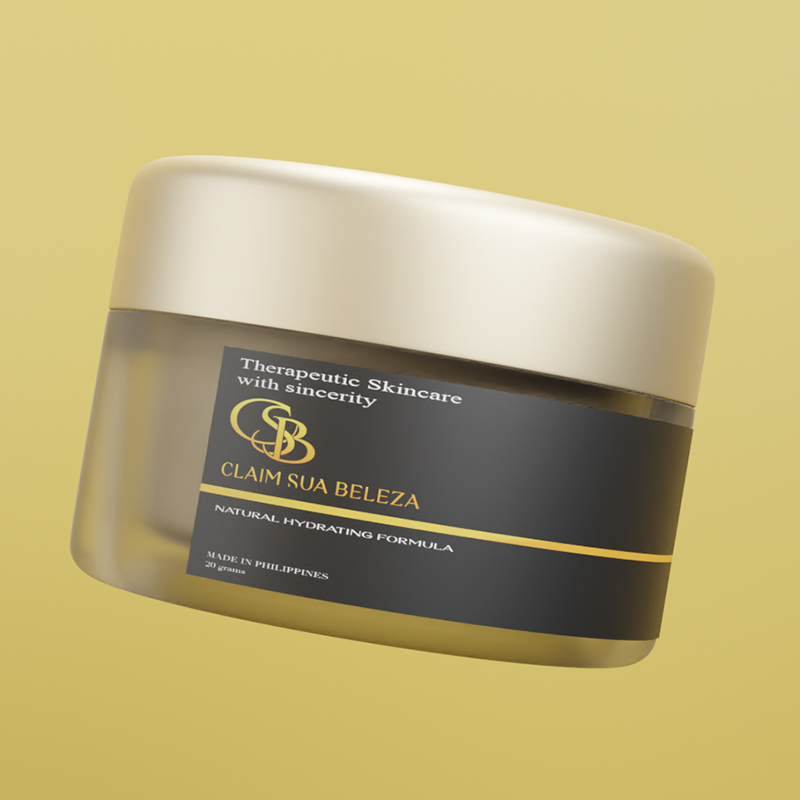 Therapeutic Skincare
with sincerity
CSB
CLAIM SUA BELEZA
NATURAL HYDRATING FORMULA
MADE IN PHILIPPINES
20 grams